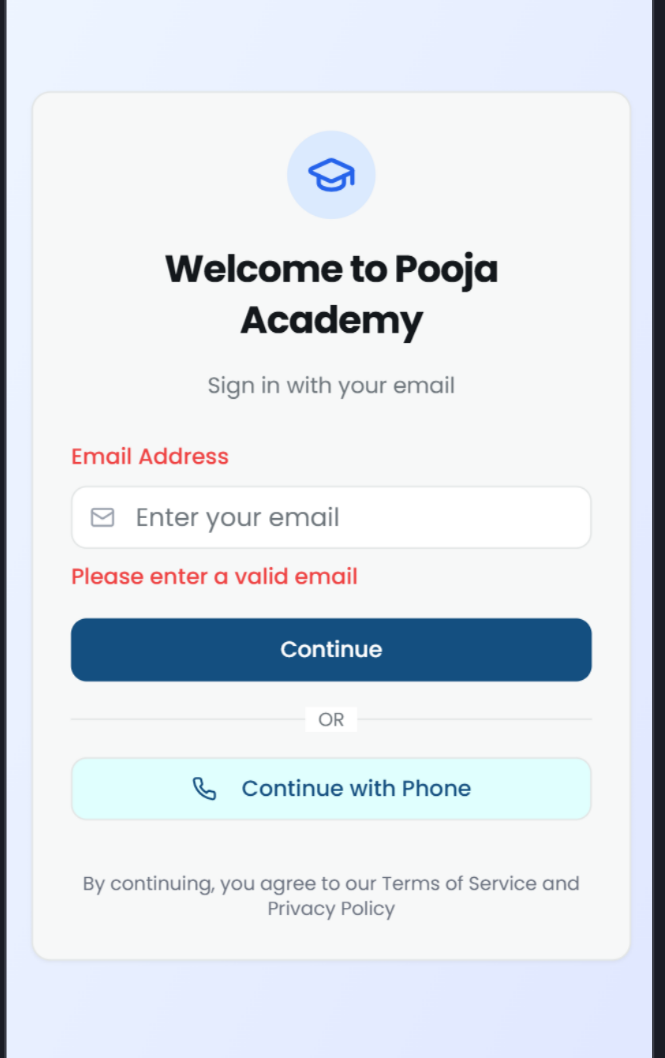 Welcome to Pooja
Academy
Sign in with your email
Email Address
Enter your email
Please enter a valid email
Continue
OR
Continue with Phone
By continuing, you agree to our Terms of Service and
Privacy Policy